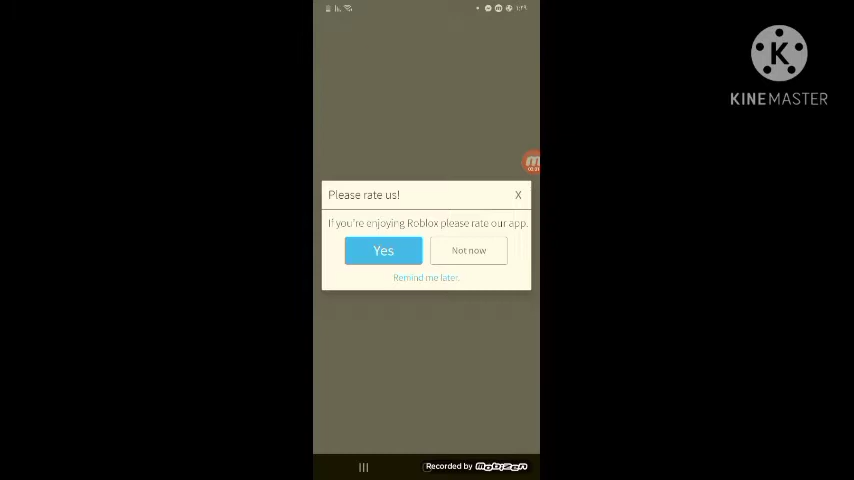 K
KINEMASTER
Please rate us!
X
If you're enjoying Roblox please rate our app.
Yes
Not now
Remind me later.
Recorded by mobizen